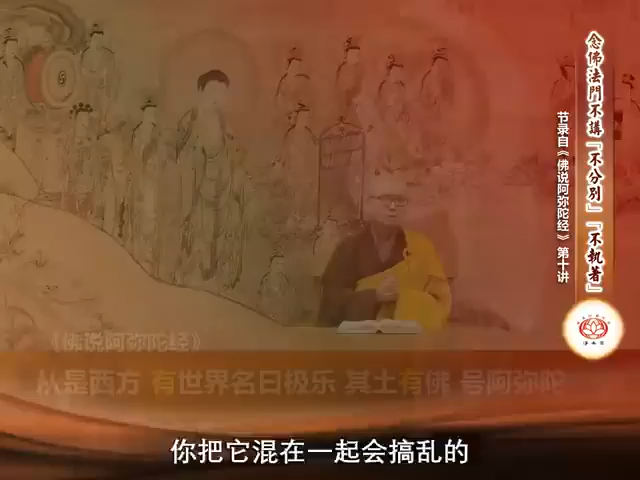 念佛法門不講「不分別」「不執著」
节录自《佛说阿弥陀经》第十讲
《佛说阿弥陀经》
从是西方 有世界名曰极乐 其土有佛 号阿弥陀
你把它混在一起会搞乱的